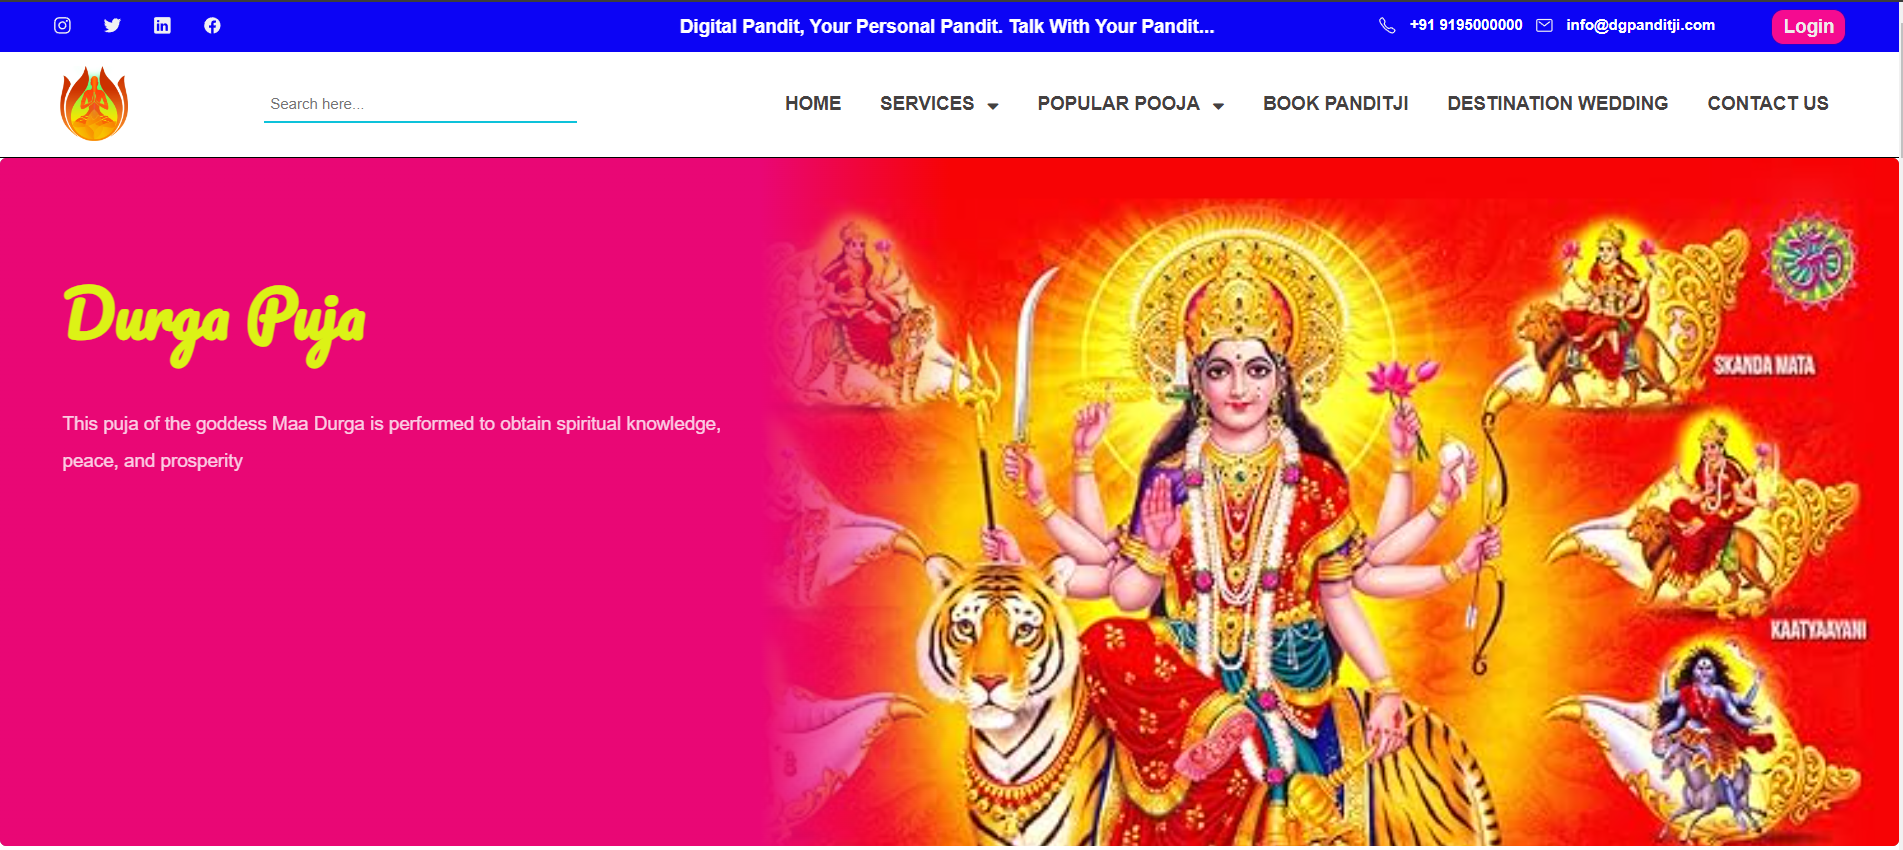 Digital Pandit, Your Personal Pandit. Talk With Your Pandit...
+91 9195000000
info@dgpanditji.com
Login
Search here...
HOME
SERVICES
POPULAR POOJA
BOOK PANDITJI
DESTINATION WEDDING
CONTACT US
Durga Puja
This puja of the goddess Maa Durga is performed to obtain spiritual knowledge,
peace, and prosperity
ॐ
SKANDA MATA
KAATYAAYANI